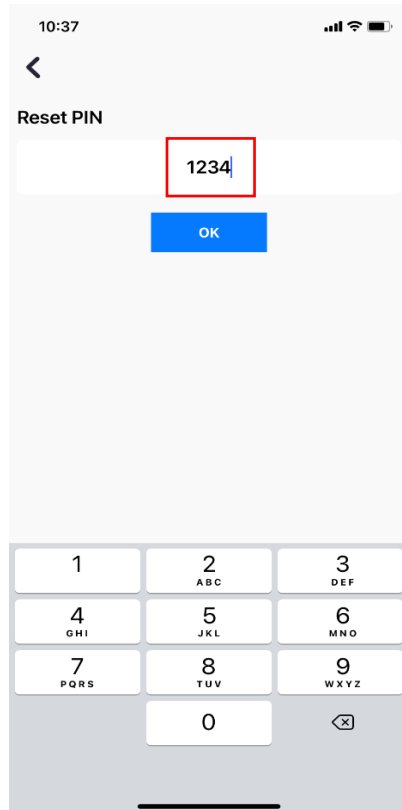 10:37
Reset PIN
1234
OK
1 2 3
ABC DEF
4 5 6
GHI JKL MNO
7 8 9
PQRS TUV WXYZ
0